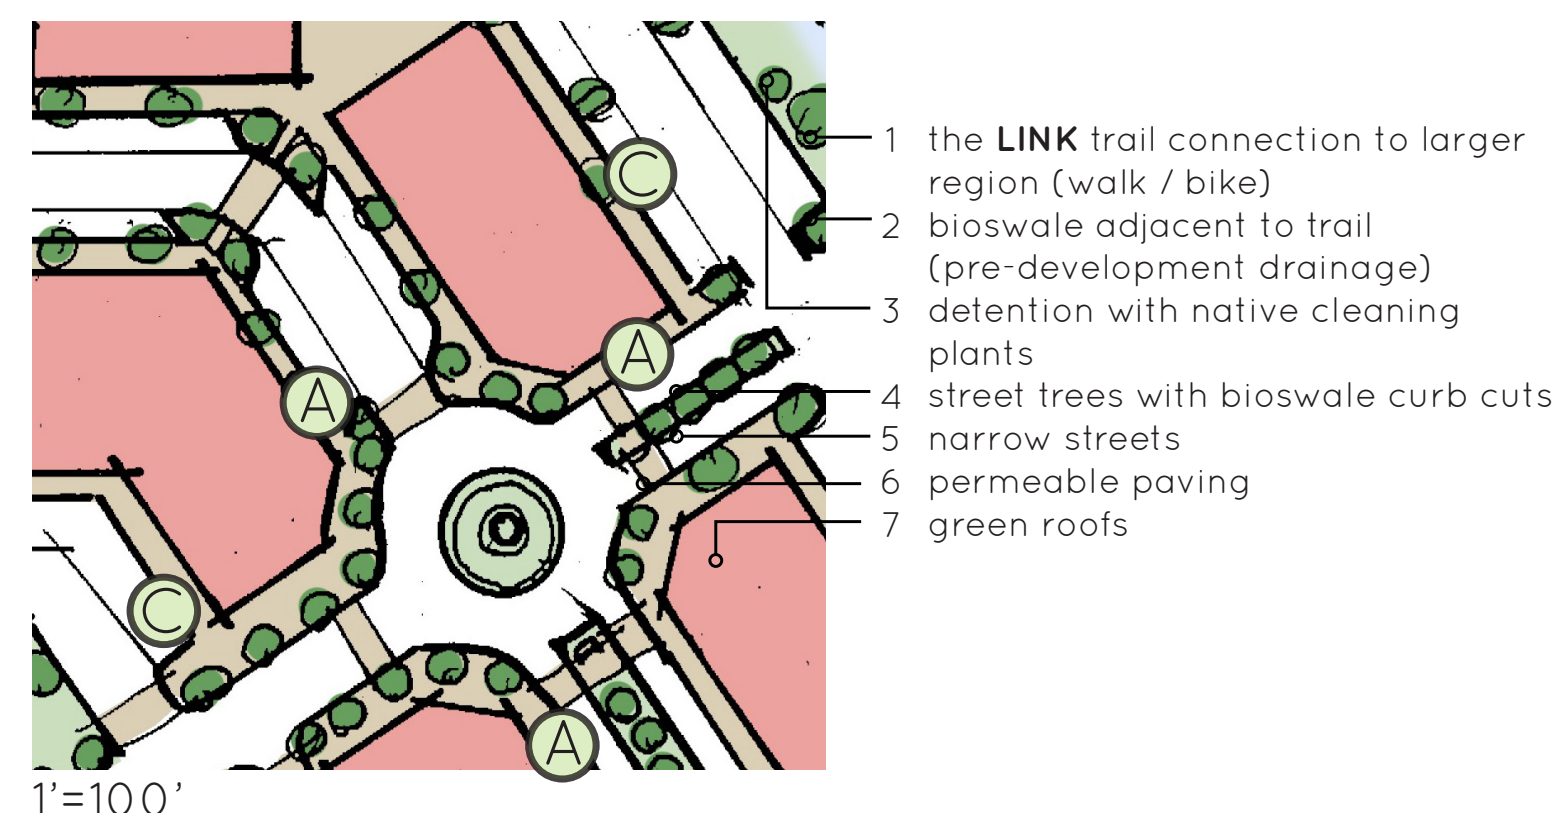 C
A
A
C
A
1 the LINK trail connection to larger
region (walk / bike)
2 bioswale adjacent to trail
(pre-development drainage)
3 detention with native cleaning
plants
4 street trees with bioswale curb cuts
5 narrow streets
6 permeable paving
7 green roofs
1'=100'